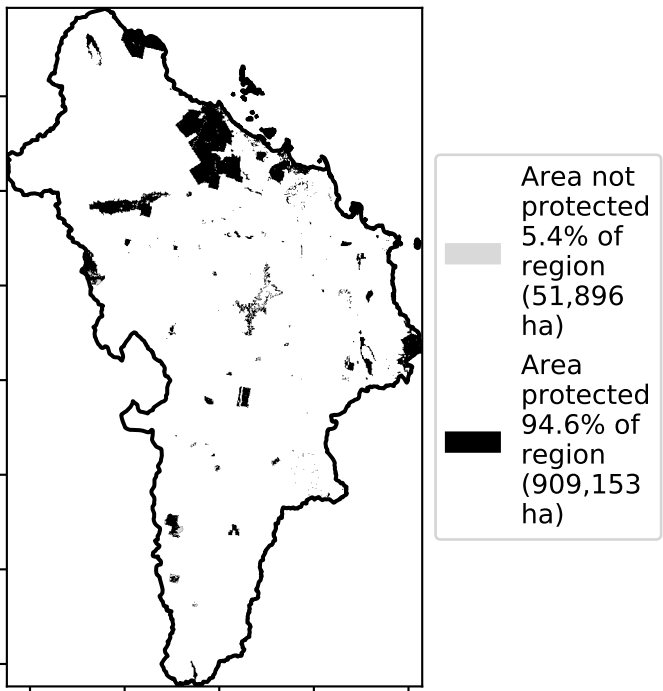 Area not
protected
5.4% of
region
(51,896
ha)
Area
protected
94.6% of
region
(909,153
ha)